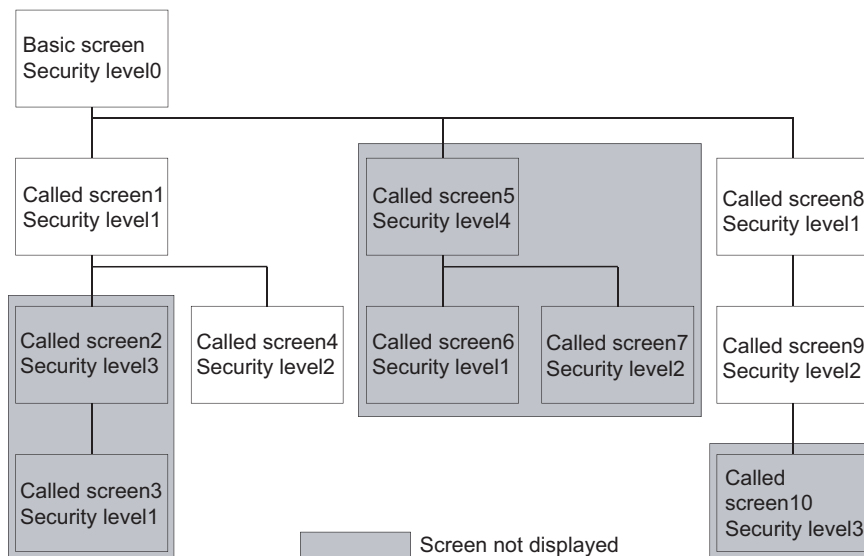 Basic screen
Security level0
Called screen1
Security level1
Called screen5
Security level4
Called screen8
Security level1
Called screen2
Security level3
Called screen4
Security level2
Called screen6
Security level1
Called screen7
Security level2
Called screen9
Security level2
Called screen3
Security level1
Called
screen10
Security level3
Screen not displayed